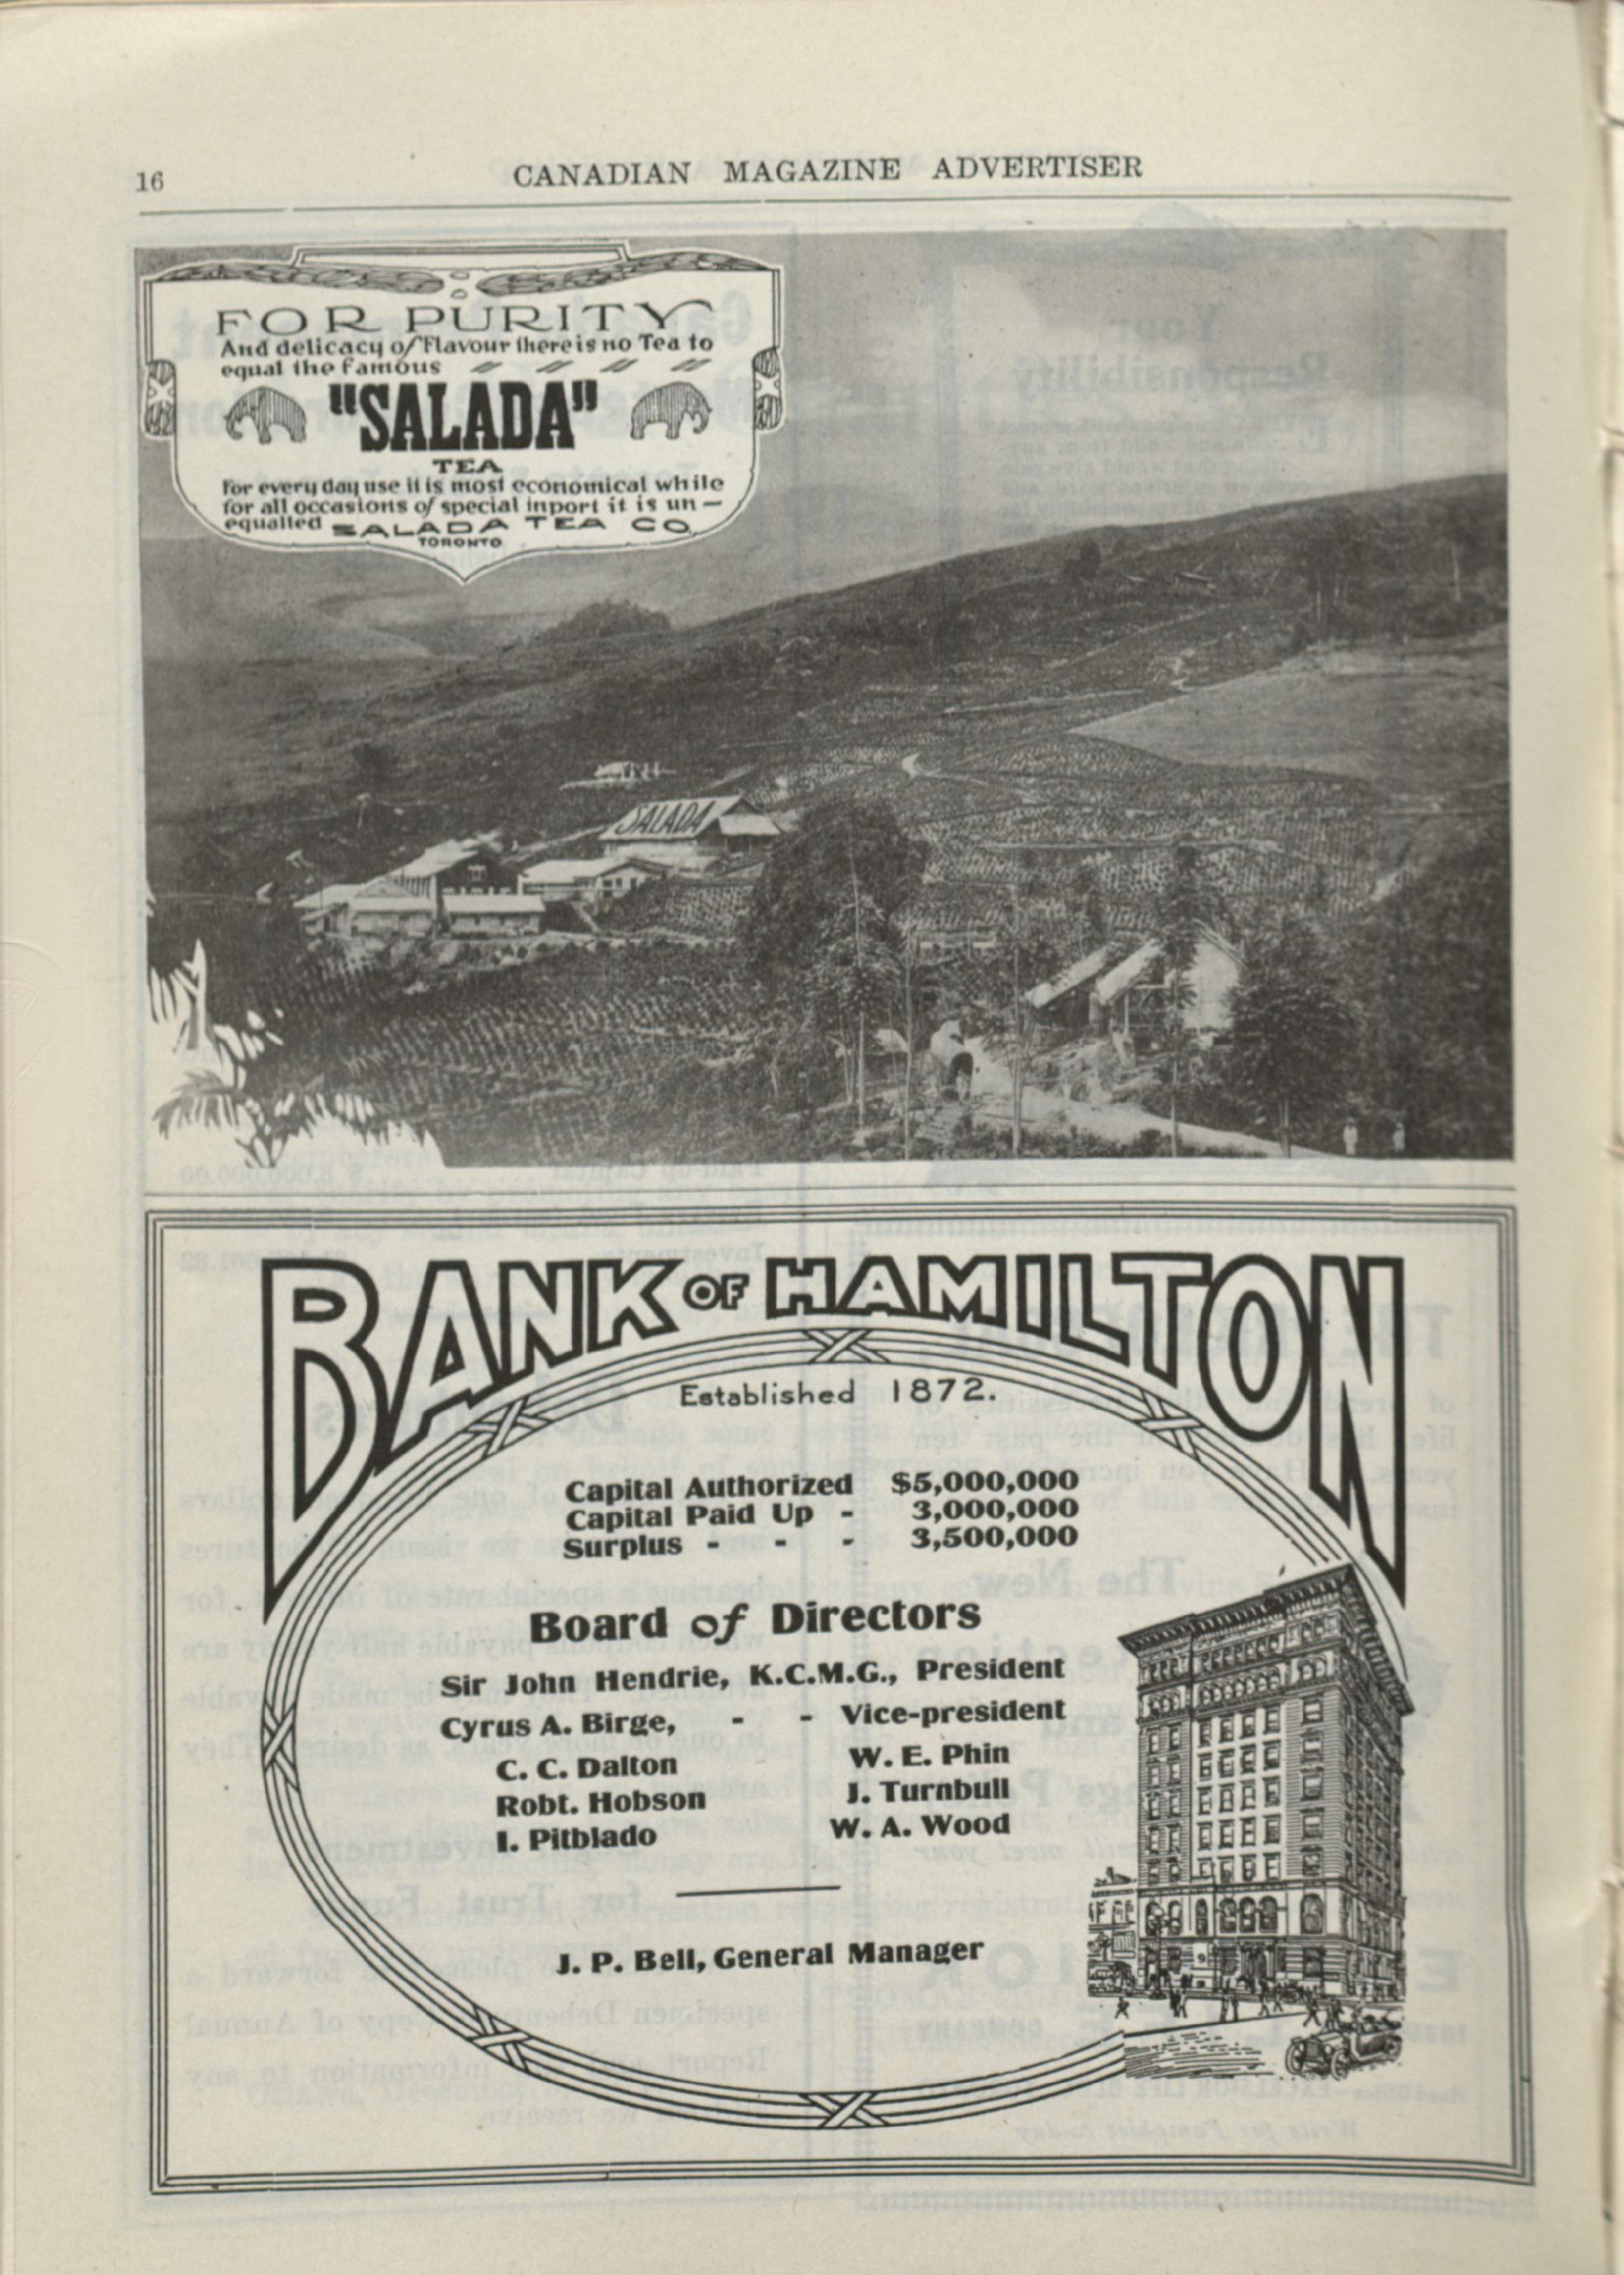 16
CANADIAN MAGAZINE ADVERTISER
FOR PURITY
And delicacy of Flavour there is no Tea to
equal the Famous
"SALADA"
TEA
For every day use it is most economical while
for all occasions of special inport it is un-
equalled SALADA TEA CO
TORONTO
SALADA
BANK OF HAMILTON
Established 1872.
Capital Authorized $5,000,000
Capital Paid Up - 3,000,000
Surplus - - - 3,500,000
Board of Directors
Sir John Hendrie, K.C.M.G., President
Cyrus A. Birge, - - Vice-president
C. C. Dalton W. E. Phin
Robt. Hobson J. Turnbull
I. Pitblado W. A. Wood
J. P. Bell, General Manager